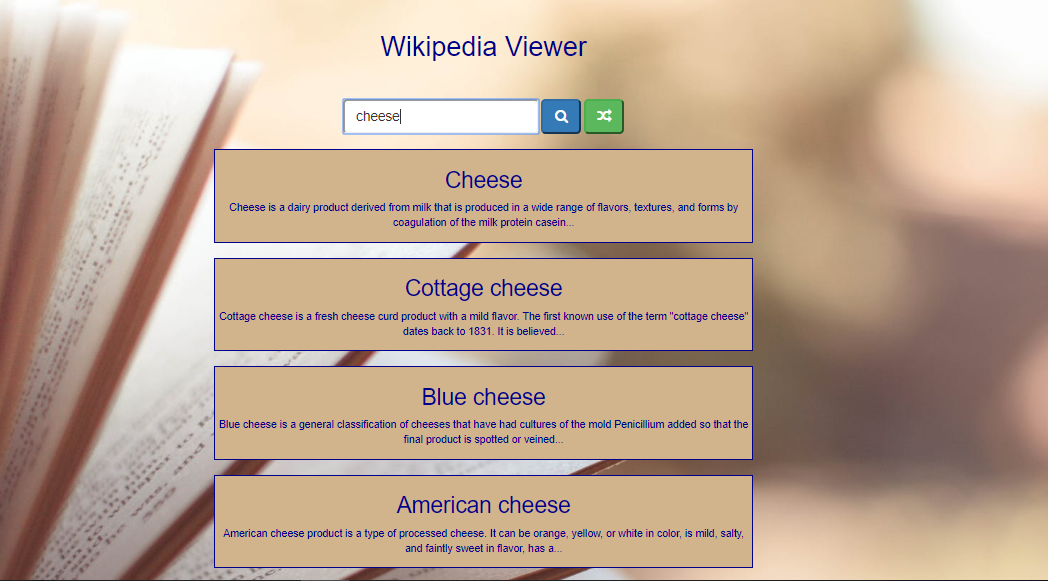 Wikipedia Viewer
cheese
Cheese
Cheese is a dairy product derived from milk that is produced in a wide range of flavors, textures, and forms by
coagulation of the milk protein casein...
Cottage cheese
Cottage cheese is a fresh cheese curd product with a mild flavor. The first known use of the term "cottage cheese"
dates back to 1831. It is believed...
Blue cheese
Blue cheese is a general classification of cheeses that have had cultures of the mold Penicillium added so that the
final product is spotted or veined...
American cheese
American cheese product is a type of processed cheese. It can be orange, yellow, or white in color, is mild, salty,
and faintly sweet in flavor, has a...